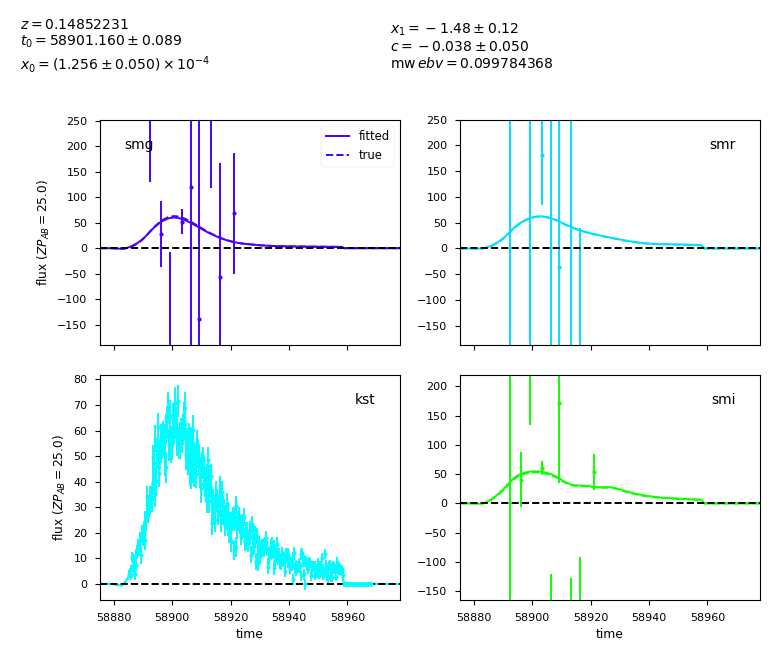 z = 0.14852231
t₀ = 58901.160 ± 0.089
x₀ = (1.256 ± 0.050) × 10⁻⁴
x₁ = −1.48 ± 0.12
c = −0.038 ± 0.050
mwebv = 0.099784368
250
200
150
100
50
0
−50
−100
−150
flux (ZP_AB = 25.0)
smg
fitted
true
250
200
150
100
50
0
−50
−100
−150
smr
80
70
60
50
40
30
20
10
0
flux (ZP_AB = 25.0)
kst
58880 58900 58920 58940 58960
time
200
150
100
50
0
−50
−100
−150
smi
58880 58900 58920 58940 58960
time